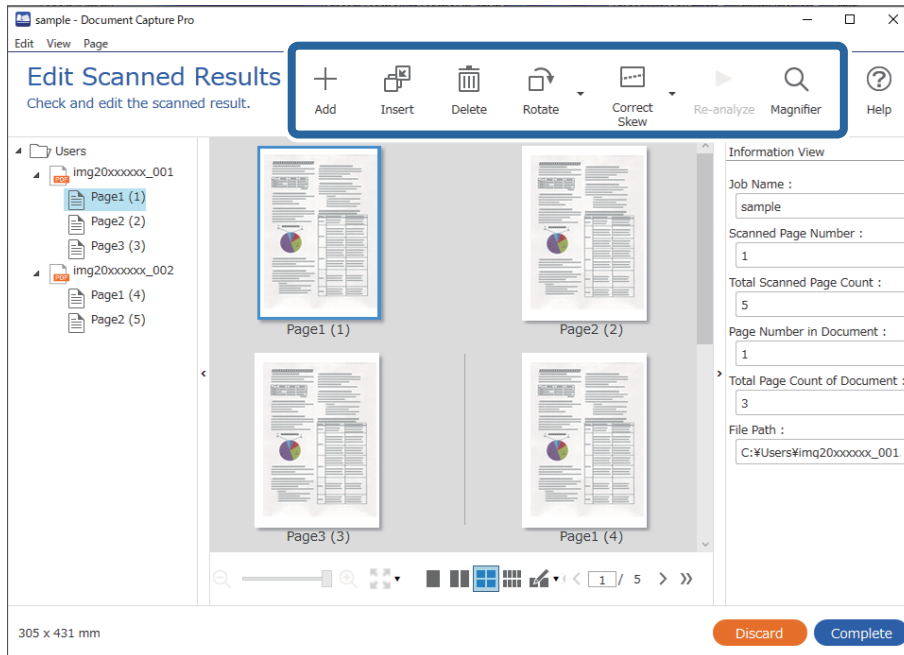 sample - Document Capture Pro
Edit View Page
Edit Scanned Results
Check and edit the scanned result.
Add
Insert
Delete
Rotate
Correct
Skew
Re-analyze
Magnifier
Help
Users
PDF
img20xxxxxx_001
Page1 (1)
Page2 (2)
Page3 (3)
PDF
img20xxxxxx_002
Page1 (4)
Page2 (5)
Page1 (1)
Page2 (2)
Page3 (3)
Page1 (4)
1 / 5
Information View
Job Name :
sample
Scanned Page Number :
1
Total Scanned Page Count :
5
Page Number in Document :
1
Total Page Count of Document :
3
File Path :
C:¥Users¥img20xxxxxx_001.
305 x 431 mm
Discard
Complete